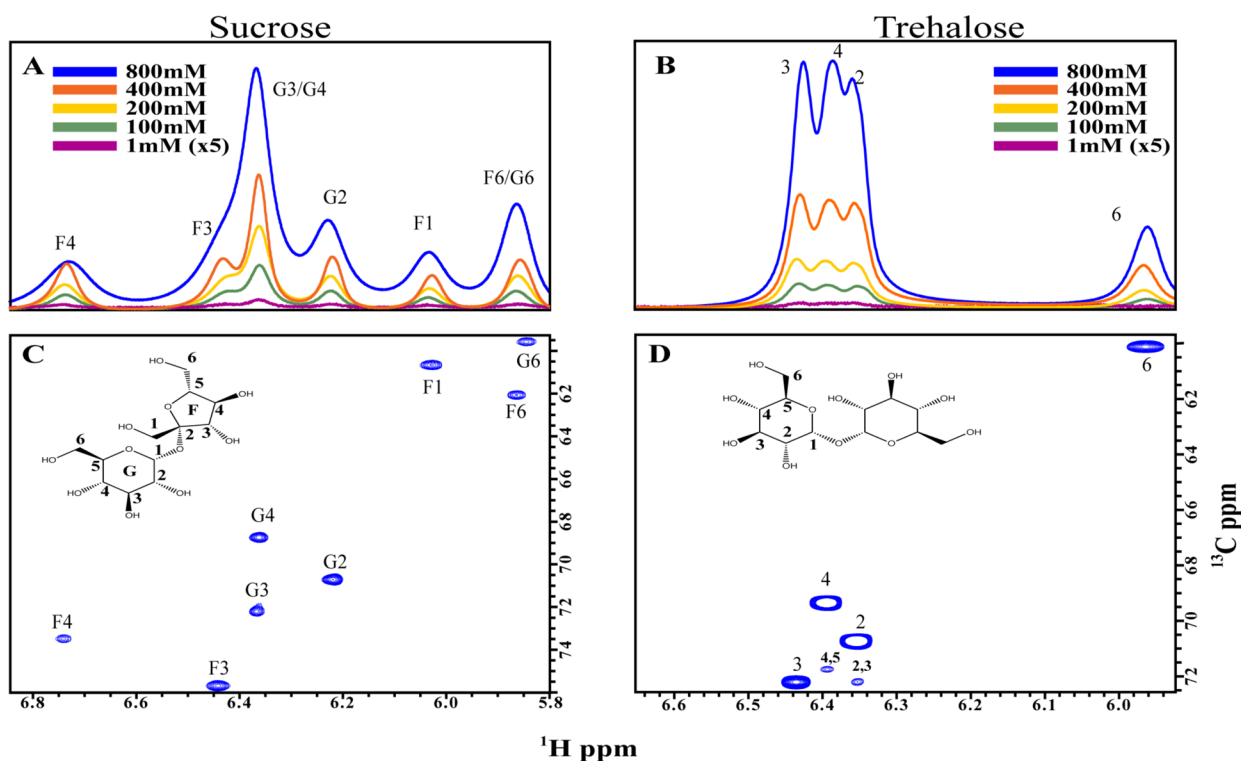 Sucrose
Trehalose
A
800mM
400mM
200mM
100mM
1mM (x5)
F4
F3
G3/G4
G2
F1
F6/G6
B
800mM
400mM
200mM
100mM
1mM (x5)
3
4
2
6
C
HO
6
5
O
F
OH
4
1
HO
2
3
OH
O
6
HO
O
1
5
G
2
HO
4
3
OH
OH
G6
F1
F6
G4
G2
G3
F4
F3
62
64
66
68
70
72
74
6.8
6.6
6.4
6.2
6.0
5.8
D
HO
6
OH
HO
4
5
O
HO
OH
HO
3
2
1
O
O
OH
OH
6
4
2
4,5
2,3
3
62
64
66
68
70
72
6.6
6.5
6.4
6.3
6.2
6.1
6.0
13C ppm
1H ppm